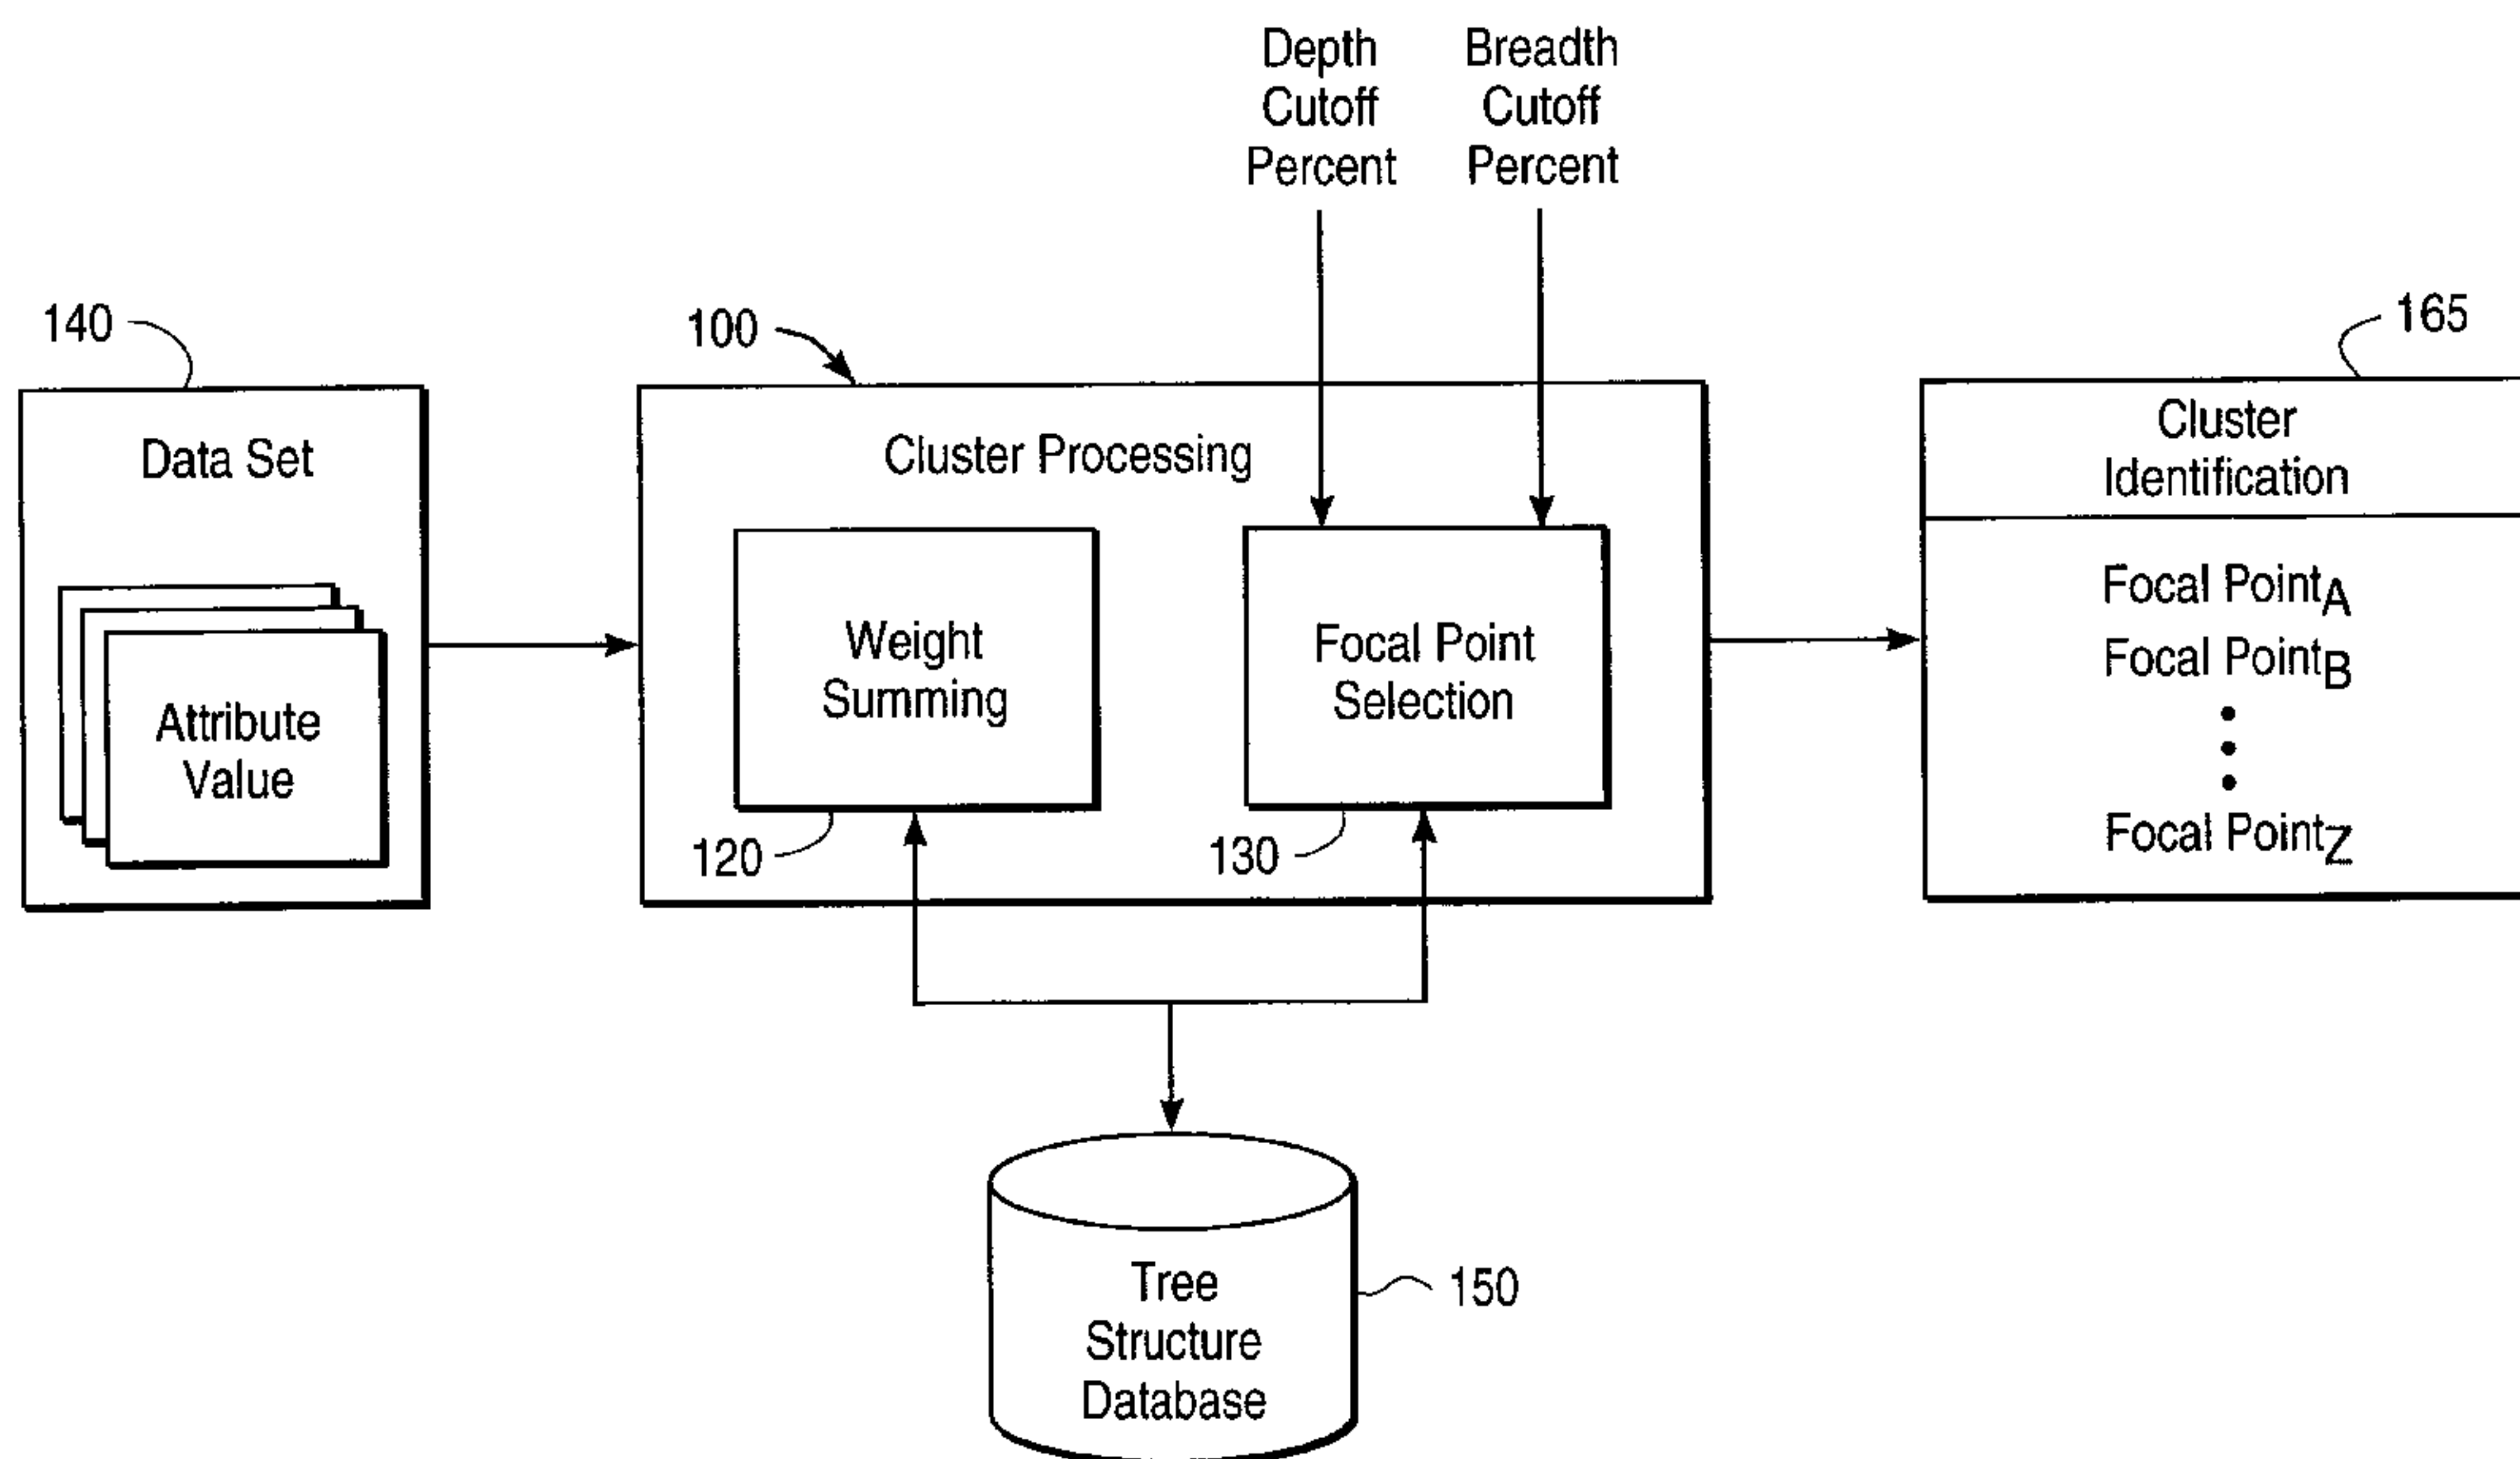 Depth
Cutoff
Percent
Breadth
Cutoff
Percent
140
100
165
Data Set
Attribute
Value
Cluster Processing
Weight
Summing
Focal Point
Selection
120
130
Cluster
Identification
Focal PointA
Focal PointB
Focal PointZ
Tree
Structure
Database
150